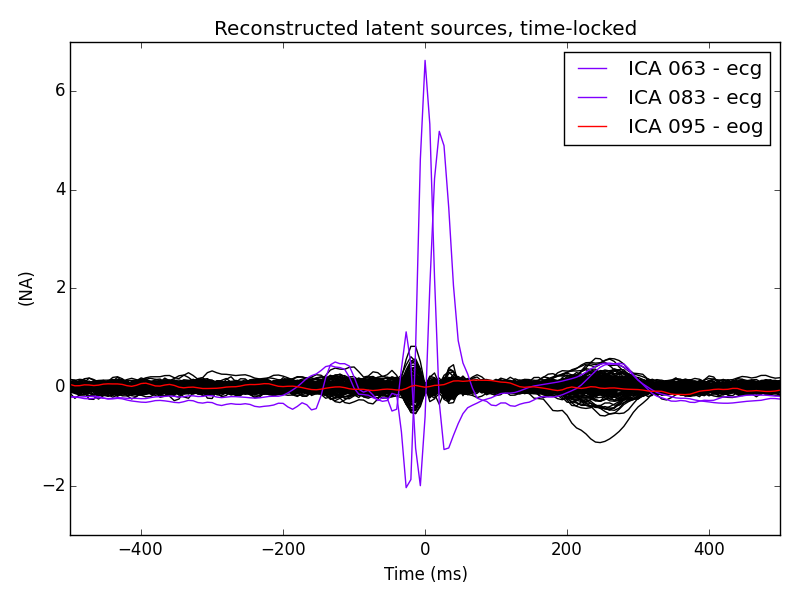 Reconstructed latent sources, time-locked
ICA 063 - ecg
ICA 083 - ecg
ICA 095 - eog
6
4
2
0
−2
(NA)
−400
−200
0
200
400
Time (ms)